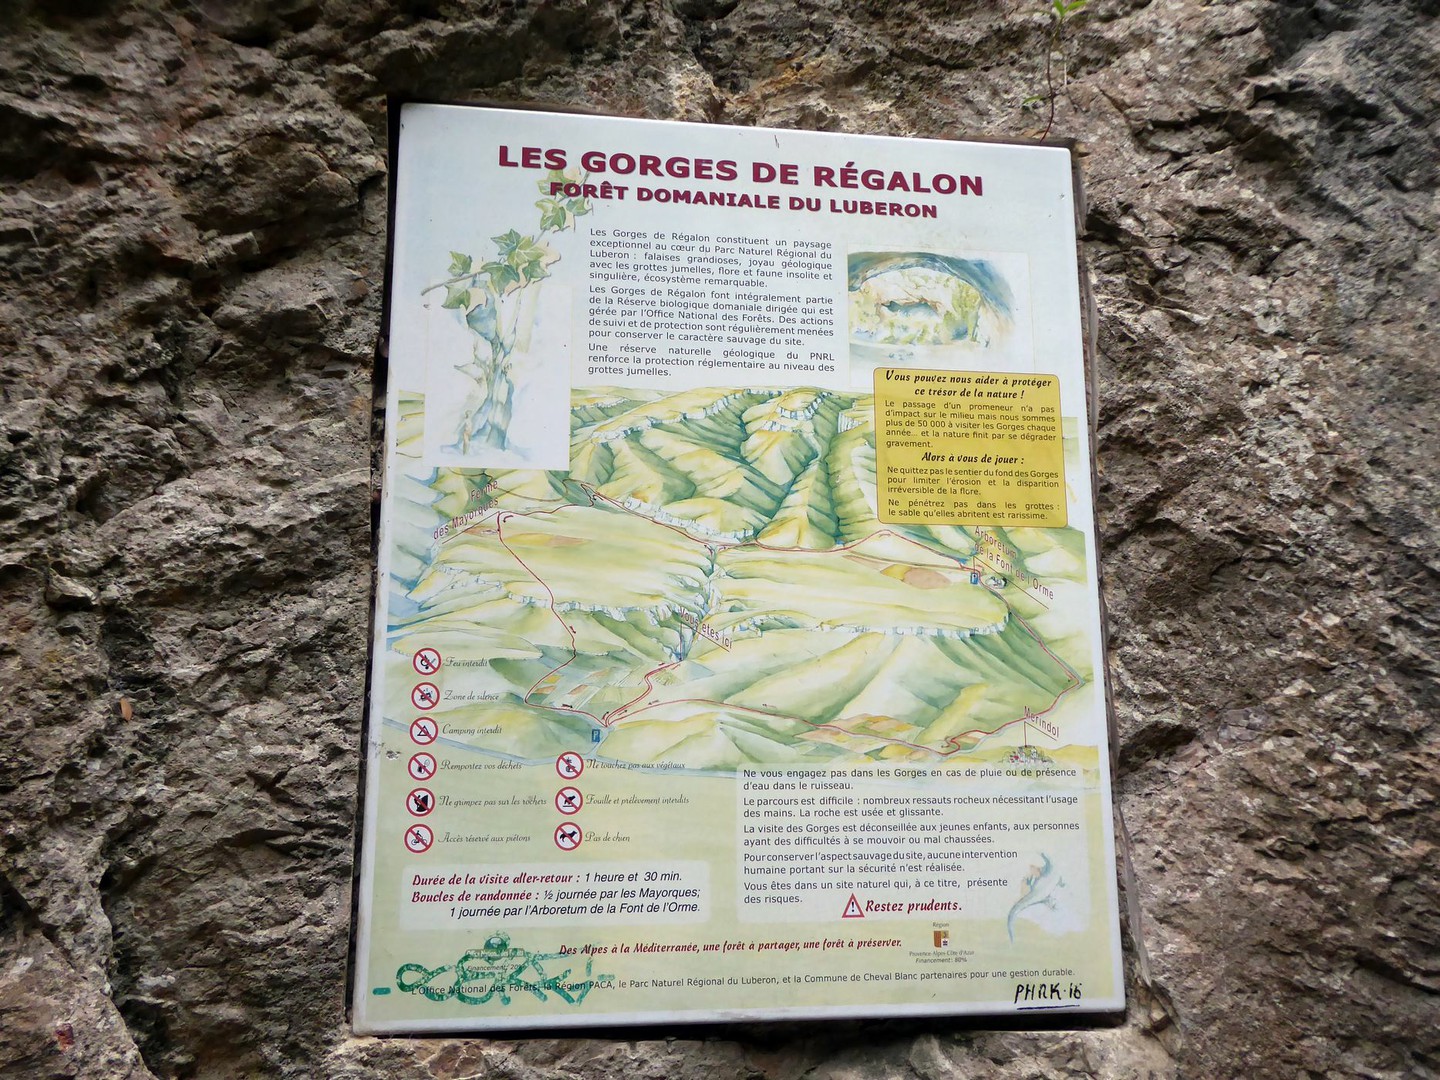 LES GORGES DE RÉGALON
FORÊT DOMANIALE DU LUBERON
Les Gorges de Régalon constituent un paysage
exceptionnel au cœur du Parc Naturel Régional du
Luberon : falaises grandioses, joyau géologique
avec les grottes jumelles, flore et faune insolite et
singulière, écosystème remarquable.
Les Gorges de Régalon font intégralement partie
de la Réserve biologique domaniale dirigée qui est
gérée par l'Office National des Forêts. Des actions
de suivi et de protection sont régulièrement menées
pour conserver le caractère sauvage du site.
Une réserve naturelle géologique du PNRL
renforce la protection réglementaire au niveau des
grottes jumelles.
Vous pouvez nous aider à protéger
ce trésor de la nature !
Le passage d'un promeneur n'a pas
d'impact sur le milieu mais nous sommes
plus de 50 000 à visiter les Gorges chaque
année... et la nature finit par se dégrader
gravement.
Alors à vous de jouer :
Ne quittez pas le sentier du fond des Gorges
pour limiter l'érosion et la disparition
irréversible de la flore.
Ne pénétrez pas dans les grottes :
le sable qu'elles abritent est rarissime.
Ferme
des Mayorques
Arboretum
de la Font de l'Orme
P
Vous êtes ici
Mérindol
P
Feu interdit
Zone de silence
Camping interdit
Remportez vos déchets
Ne grimpez pas sur les rochers
Accès réservé aux piétons
Ne touchez pas aux végétaux
Fouille et prélèvement interdits
Pas de chien
Ne vous engagez pas dans les Gorges en cas de pluie ou de présence
d'eau dans le ruisseau.
Le parcours est difficile : nombreux ressauts rocheux nécessitant l'usage
des mains. La roche est usée et glissante.
La visite des Gorges est déconseillée aux jeunes enfants, aux personnes
ayant des difficultés à se mouvoir ou mal chaussées.
Pour conserver l'aspect sauvage du site, aucune intervention
humaine portant sur la sécurité n'est réalisée.
Vous êtes dans un site naturel qui, à ce titre, présente
des risques.
Restez prudents.
Durée de la visite aller-retour : 1 heure et 30 min.
Boucles de randonnée : ½ journée par les Mayorques;
1 journée par l'Arboretum de la Font de l'Orme.
Des Alpes à la Méditerranée, une forêt à partager, une forêt à préserver.
Région
Provence-Alpes-Côte d'Azur
Financement: 80%
Financement: 20
L'Office National des Forêts, la Région PACA, le Parc Naturel Régional du Luberon, et la Commune de Cheval Blanc partenaires pour une gestion durable.
PHRK-16